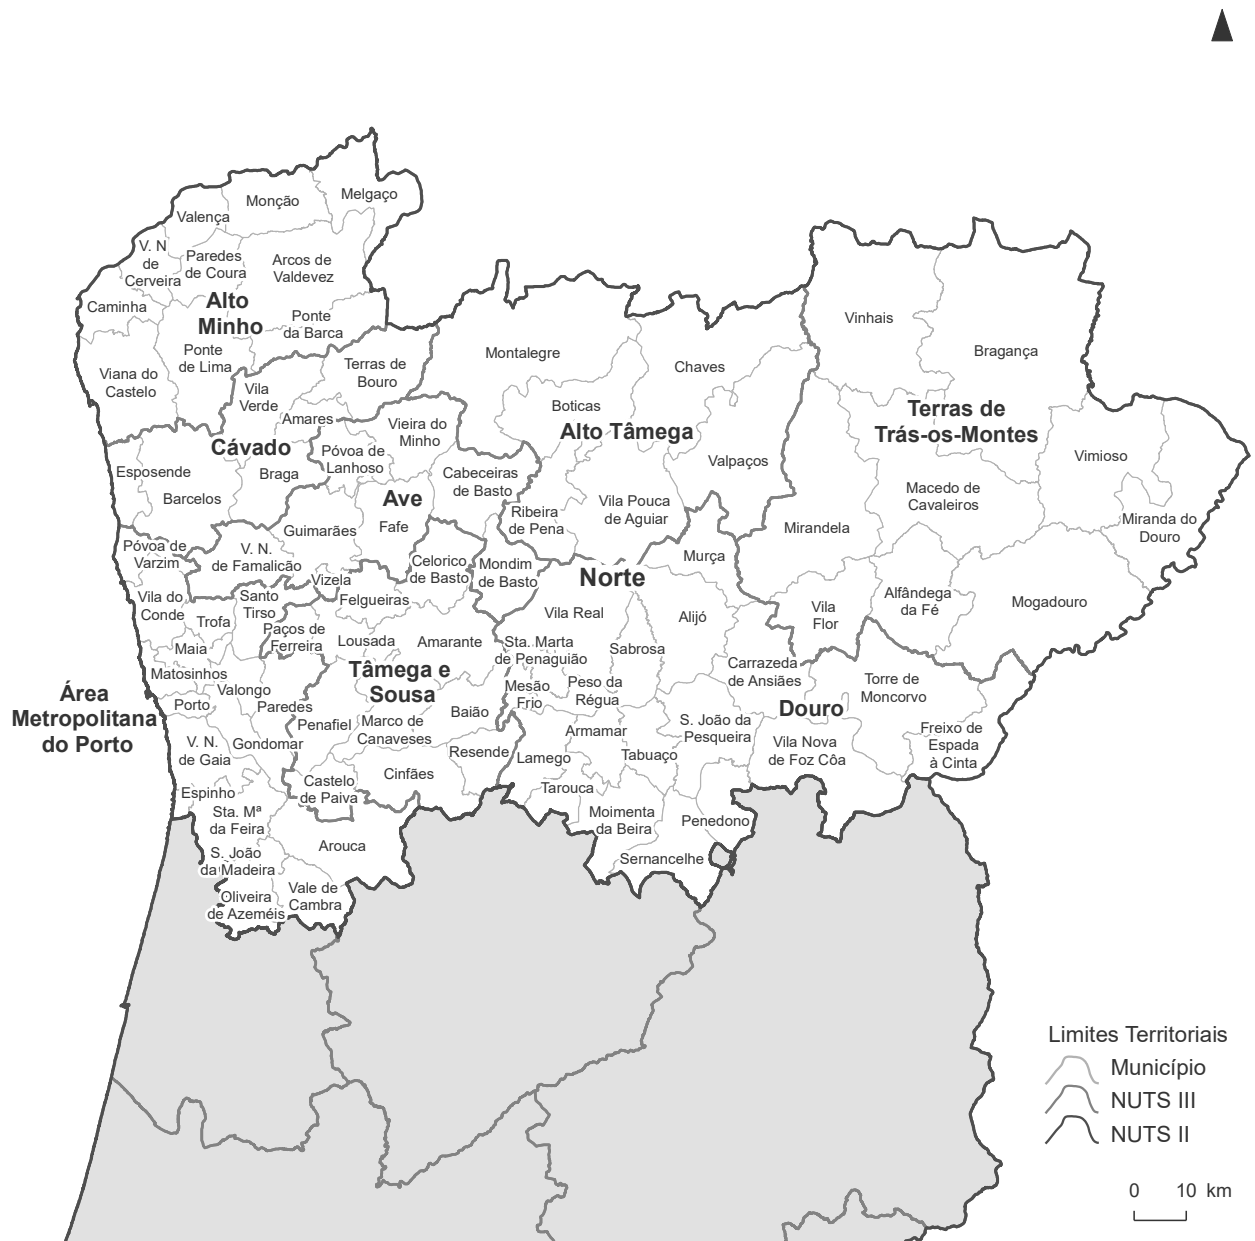 Melgaço
Monção
Valença
V. N
de
Cerveira
Paredes
de Coura
Arcos de
Valdevez
Caminha
Alto
Minho
Ponte
da Barca
Ponte
de Lima
Viana do
Castelo
Terras de
Bouro
Vila
Verde
Amares
Vieira do
Minho
Cávado
Póvoa de
Lanhoso
Esposende
Braga
Barcelos
Cabeceiras
de Basto
Ave
Guimarães
Fafe
Póvoa de
Varzim
V. N.
de Famalicão
Celorico
de Basto
Mondim
de Basto
Vizela
Felgueiras
Vila do
Conde
Santo
Tirso
Trofa
Paços de
Ferreira
Lousada
Amarante
Maia
Matosinhos
Tâmega e
Sousa
Valongo
Porto
Paredes
Área
Metropolitana
do Porto
Penafiel
Marco de
Canaveses
Baião
V. N.
de Gaia
Gondomar
Resende
Castelo
de Paiva
Cinfães
Espinho
Sta. Mª
da Feira
Arouca
S. João
da Madeira
Oliveira
de Azeméis
Vale de
Cambra
Montalegre
Chaves
Boticas
Alto Tâmega
Valpaços
Ribeira
de Pena
Vila Pouca
de Aguiar
Norte
Murça
Vila Real
Alijó
Sta. Marta
de Penaguião
Sabrosa
Mesão
Frio
Peso da
Régua
Carrazeda
de Ansiães
Armamar
S. João da
Pesqueira
Douro
Lamego
Tabuaço
Vila Nova
de Foz Côa
Tarouca
Moimenta
da Beira
Penedono
Sernancelhe
Torre de
Moncorvo
Freixo de
Espada
à Cinta
Vinhais
Bragança
Terras de
Trás-os-Montes
Vimioso
Macedo de
Cavaleiros
Mirandela
Miranda do
Douro
Vila
Flor
Alfândega
da Fé
Mogadouro
Limites Territoriais
Município
NUTS III
NUTS II
0 10 km